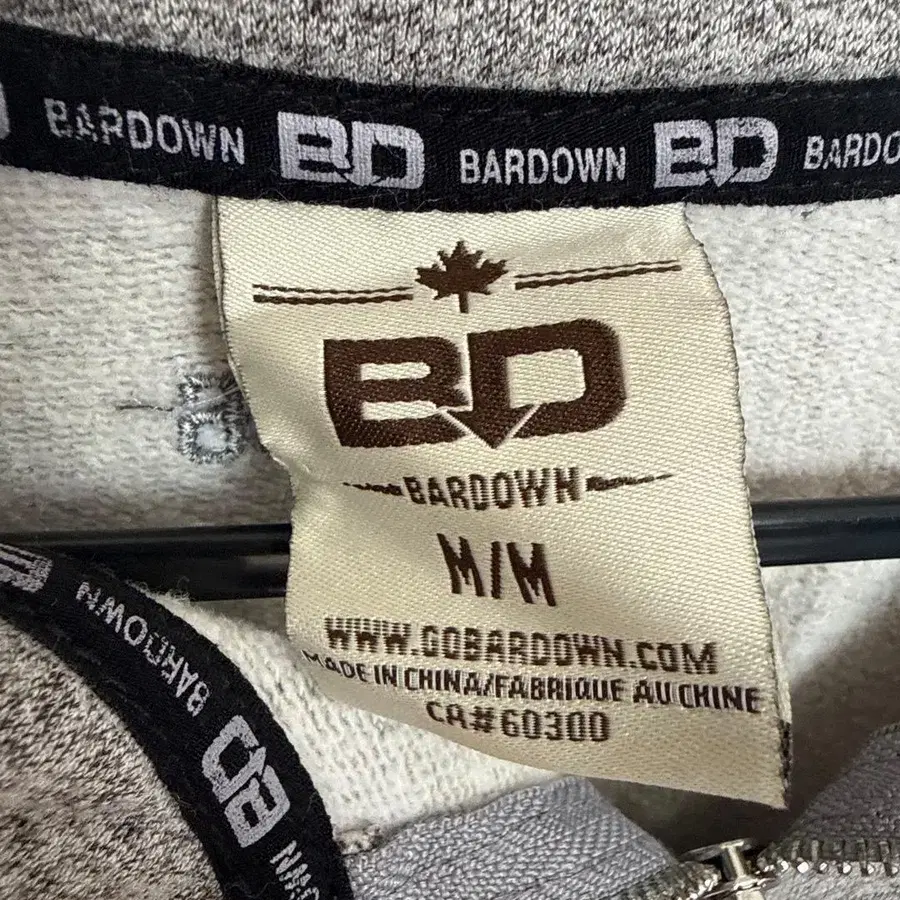 BARDOWN BD BARDOWN BD BARDO
BD
BARDOWN
M/M
WWW.GOBARDOWN.COM
MADE IN CHINA/FABRIQUE AU CHINE
CA#60300
BARDOWN
BD
OWN